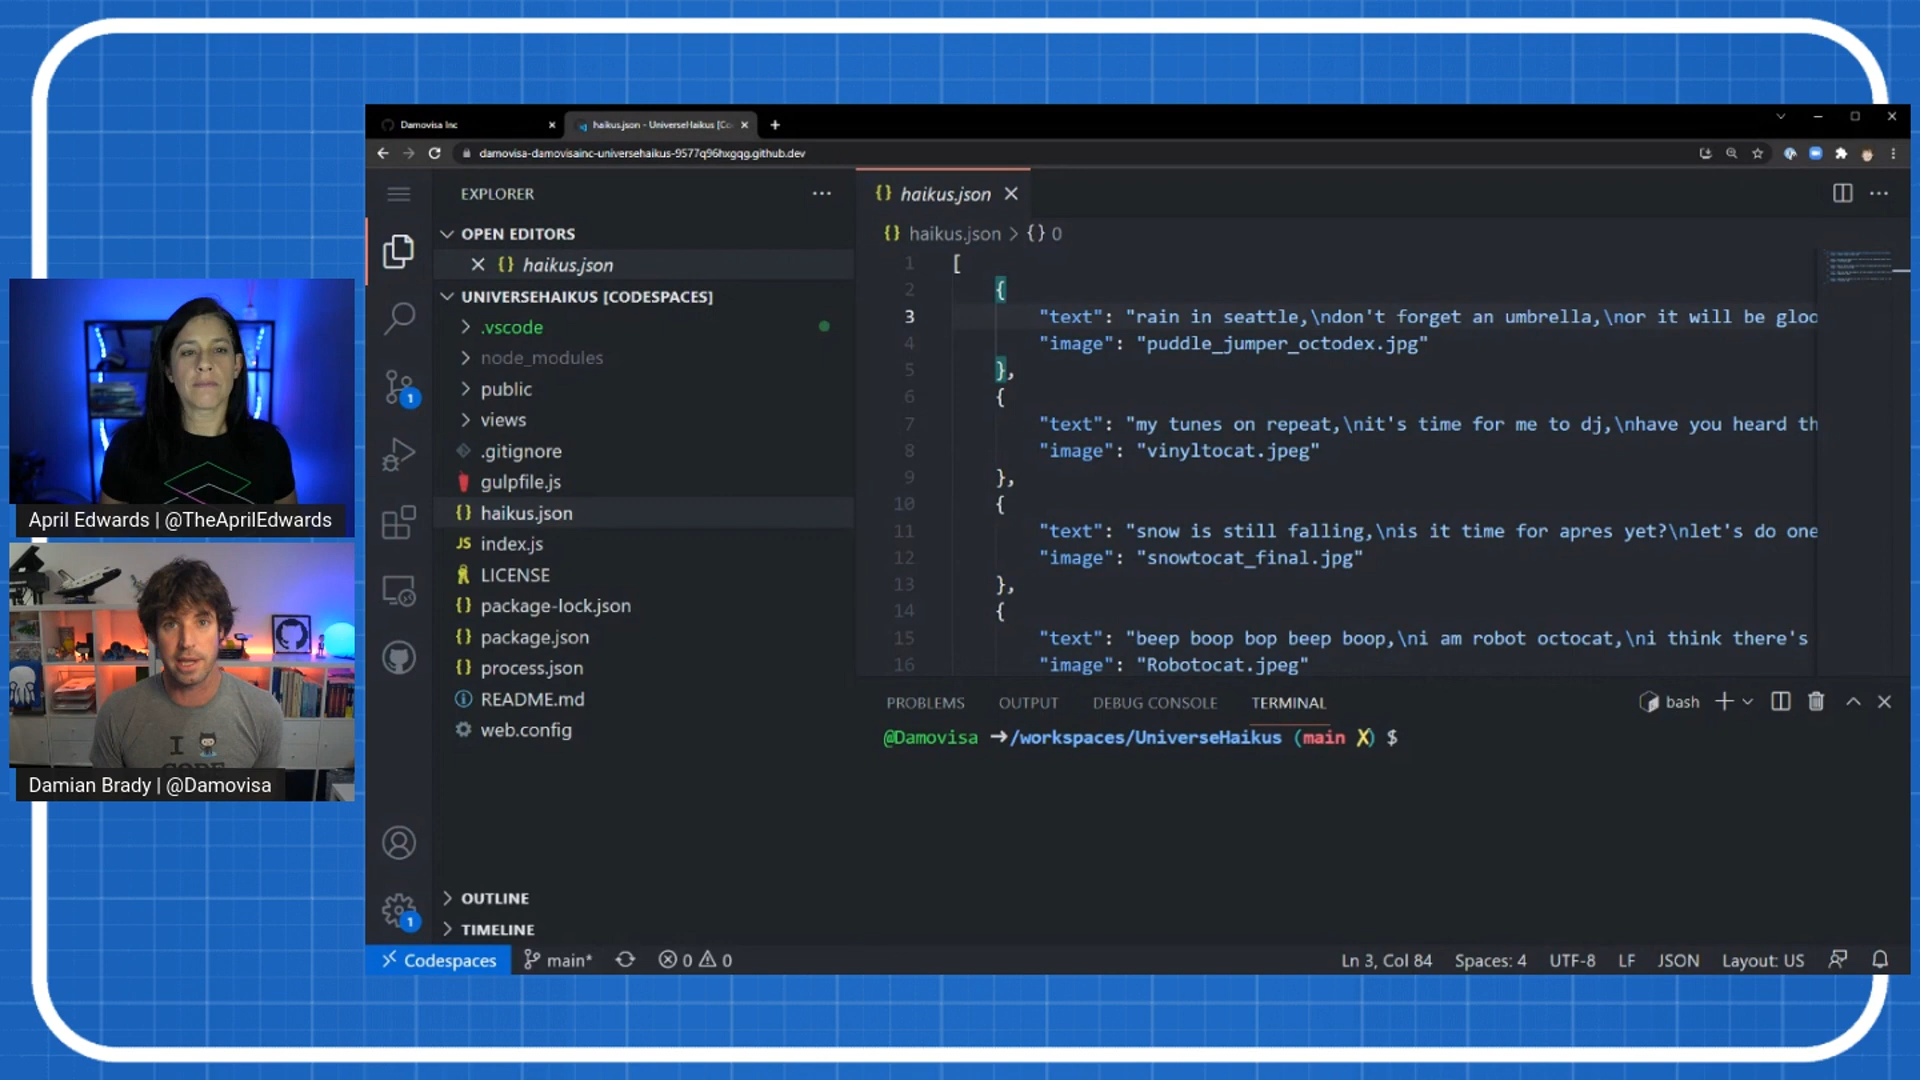 Damovisa Inc
haikus.json - UniverseHaikus [Co
damovisa-damovisainc-universehaikus-9577q96hxgqg.github.dev
EXPLORER
OPEN EDITORS
haikus.json
UNIVERSEHAIKUS [CODESPACES]
.vscode
node_modules
public
views
.gitignore
gulpfile.js
haikus.json
index.js
LICENSE
package-lock.json
package.json
process.json
README.md
web.config
OUTLINE
TIMELINE
1
1
haikus.json
haikus.json > {} 0
1 [
2 {
3 "text": "rain in seattle,\ndon't forget an umbrella,\nor it will be gloo
4 "image": "puddle_jumper_octodex.jpg"
5 },
6 {
7 "text": "my tunes on repeat,\nit's time for me to dj,\nhave you heard th
8 "image": "vinyltocat.jpeg"
9 },
10 {
11 "text": "snow is still falling,\nis it time for apres yet?\nlet's do one
12 "image": "snowtocat_final.jpg"
13 },
14 {
15 "text": "beep boop bop beep boop,\ni am robot octocat,\ni think there's
16 "image": "Robotocat.jpeg"
PROBLEMS OUTPUT DEBUG CONSOLE TERMINAL
bash
@Damovisa ➜/workspaces/UniverseHaikus (main ✗) $
Codespaces main* 0 0
Ln 3, Col 84 Spaces: 4 UTF-8 LF JSON Layout: US
April Edwards | @TheAprilEdwards
I
Damian Brady | @Damovisa